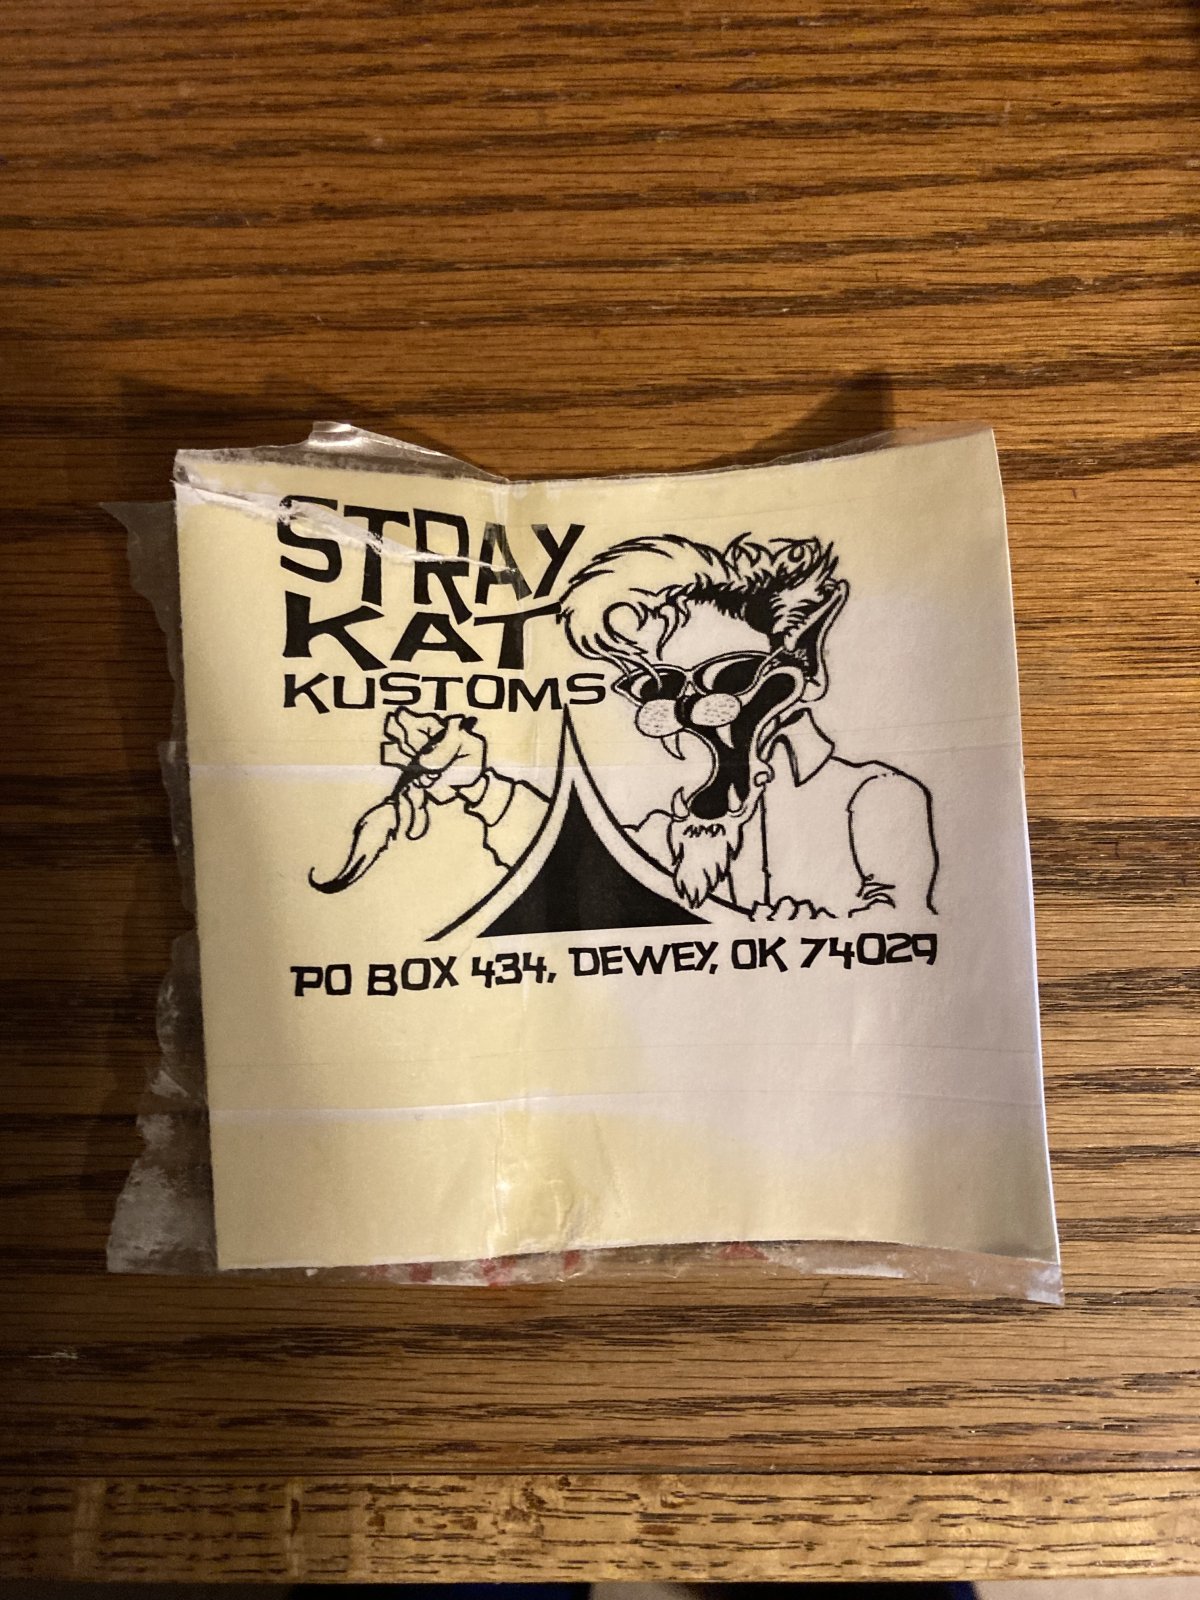 STRAY
KAT
KUSTOMS
PO BOX 434, DEWEY, OK 74029